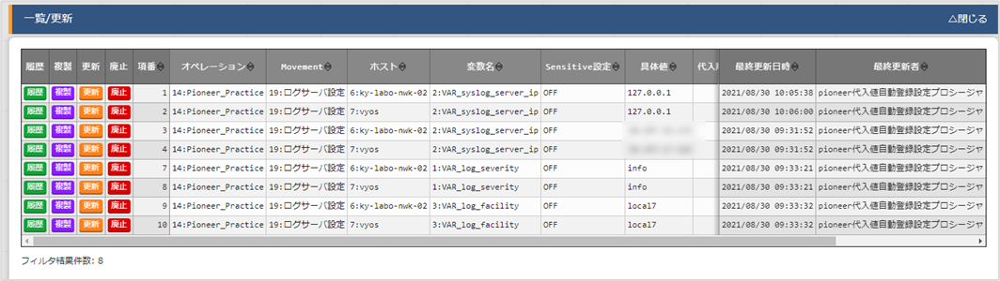 一覧/更新 △閉じる
履歴 複製 更新 廃止 項番 オペレーション Movement ホスト 変数名 Sensitive設定 具体値 代入 最終更新日時 最終更新者
履歴 複製 更新 廃止 1 14:Pioneer_Practice 19:ログサーバ設定 6:ky-labo-nwk-02 2:VAR_syslog_server_ip OFF 127.0.0.1 2021/08/30 10:05:38 pioneer代入値自動登録設定プロシージャ
履歴 複製 更新 廃止 2 14:Pioneer_Practice 19:ログサーバ設定 7:vyos 2:VAR_syslog_server_ip OFF 127.0.0.1 2021/08/30 10:06:00 pioneer代入値自動登録設定プロシージャ
履歴 複製 更新 廃止 3 14:Pioneer_Practice 19:ログサーバ設定 6:ky-labo-nwk-02 2:VAR_syslog_server_ip OFF 2021/08/30 09:31:52 pioneer代入値自動登録設定プロシージャ
履歴 複製 更新 廃止 4 14:Pioneer_Practice 19:ログサーバ設定 7:vyos 2:VAR_syslog_server_ip OFF 2021/08/30 09:31:52 pioneer代入値自動登録設定プロシージャ
履歴 複製 更新 廃止 7 14:Pioneer_Practice 19:ログサーバ設定 6:ky-labo-nwk-02 1:VAR_log_severity OFF info 2021/08/30 09:33:21 pioneer代入値自動登録設定プロシージャ
履歴 複製 更新 廃止 8 14:Pioneer_Practice 19:ログサーバ設定 7:vyos 1:VAR_log_severity OFF info 2021/08/30 09:33:21 pioneer代入値自動登録設定プロシージャ
履歴 複製 更新 廃止 9 14:Pioneer_Practice 19:ログサーバ設定 6:ky-labo-nwk-02 3:VAR_log_facility OFF local7 2021/08/30 09:33:32 pioneer代入値自動登録設定プロシージャ
履歴 複製 更新 廃止 10 14:Pioneer_Practice 19:ログサーバ設定 7:vyos 3:VAR_log_facility OFF local7 2021/08/30 09:33:32 pioneer代入値自動登録設定プロシージャ
フィルタ結果件数: 8